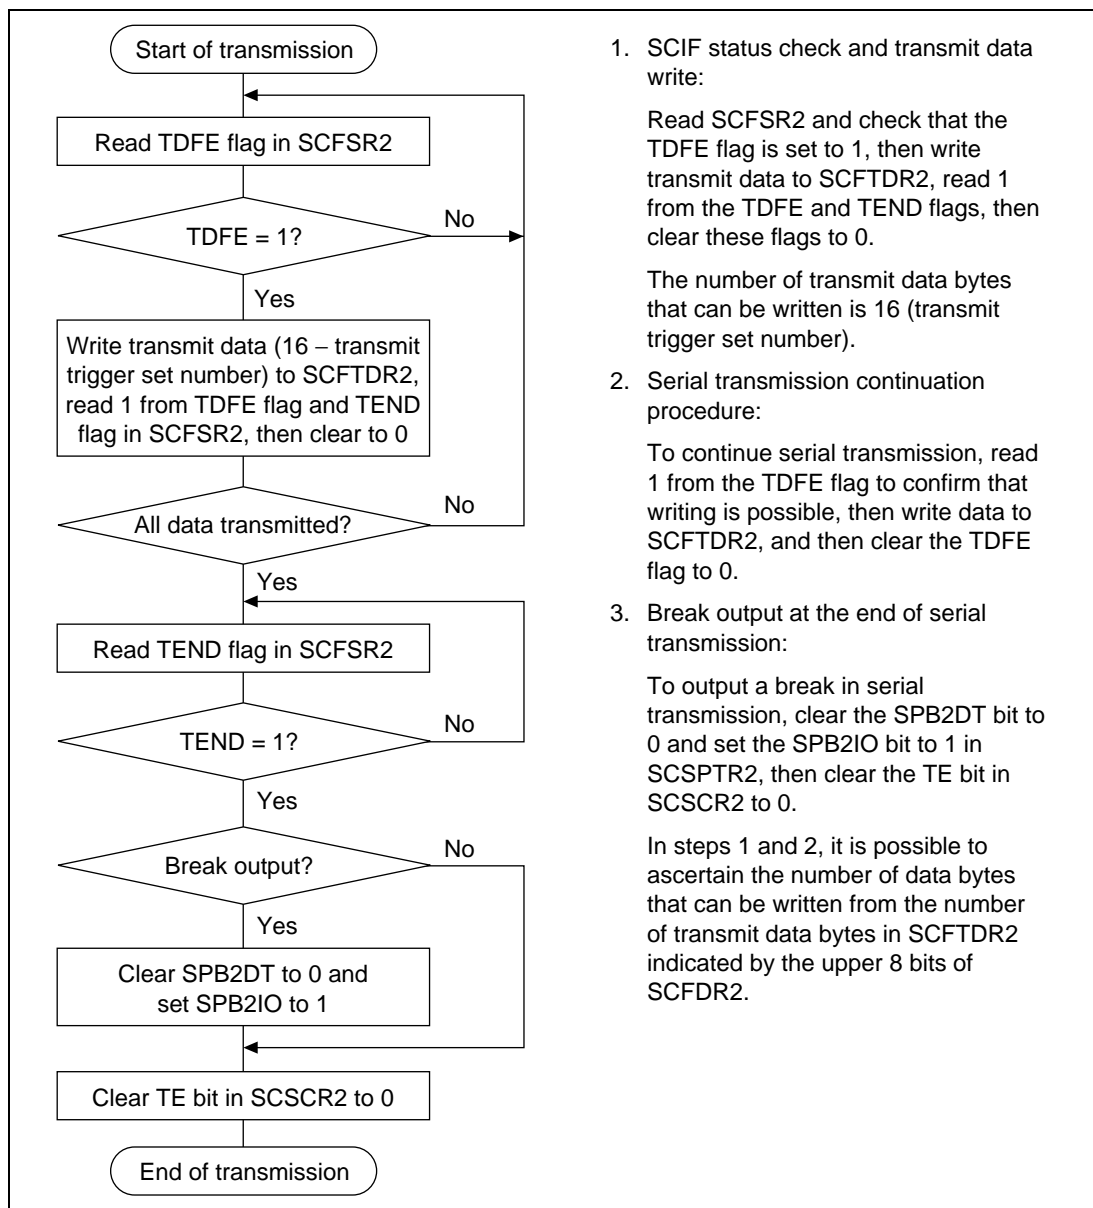 Start of transmission
Read TDFE flag in SCFSR2
TDFE = 1?
No
Yes
Write transmit data (16 − transmit
trigger set number) to SCFTDR2,
read 1 from TDFE flag and TEND
flag in SCFSR2, then clear to 0
All data transmitted?
No
Yes
Read TEND flag in SCFSR2
TEND = 1?
No
Yes
Break output?
No
Yes
Clear SPB2DT to 0 and
set SPB2IO to 1
Clear TE bit in SCSCR2 to 0
End of transmission
1. SCIF status check and transmit data
write:
Read SCFSR2 and check that the
TDFE flag is set to 1, then write
transmit data to SCFTDR2, read 1
from the TDFE and TEND flags, then
clear these flags to 0.
The number of transmit data bytes
that can be written is 16 (transmit
trigger set number).
2. Serial transmission continuation
procedure:
To continue serial transmission, read
1 from the TDFE flag to confirm that
writing is possible, then write data to
SCFTDR2, and then clear the TDFE
flag to 0.
3. Break output at the end of serial
transmission:
To output a break in serial
transmission, clear the SPB2DT bit to
0 and set the SPB2IO bit to 1 in
SCSPTR2, then clear the TE bit in
SCSCR2 to 0.
In steps 1 and 2, it is possible to
ascertain the number of data bytes
that can be written from the number
of transmit data bytes in SCFTDR2
indicated by the upper 8 bits of
SCFDR2.